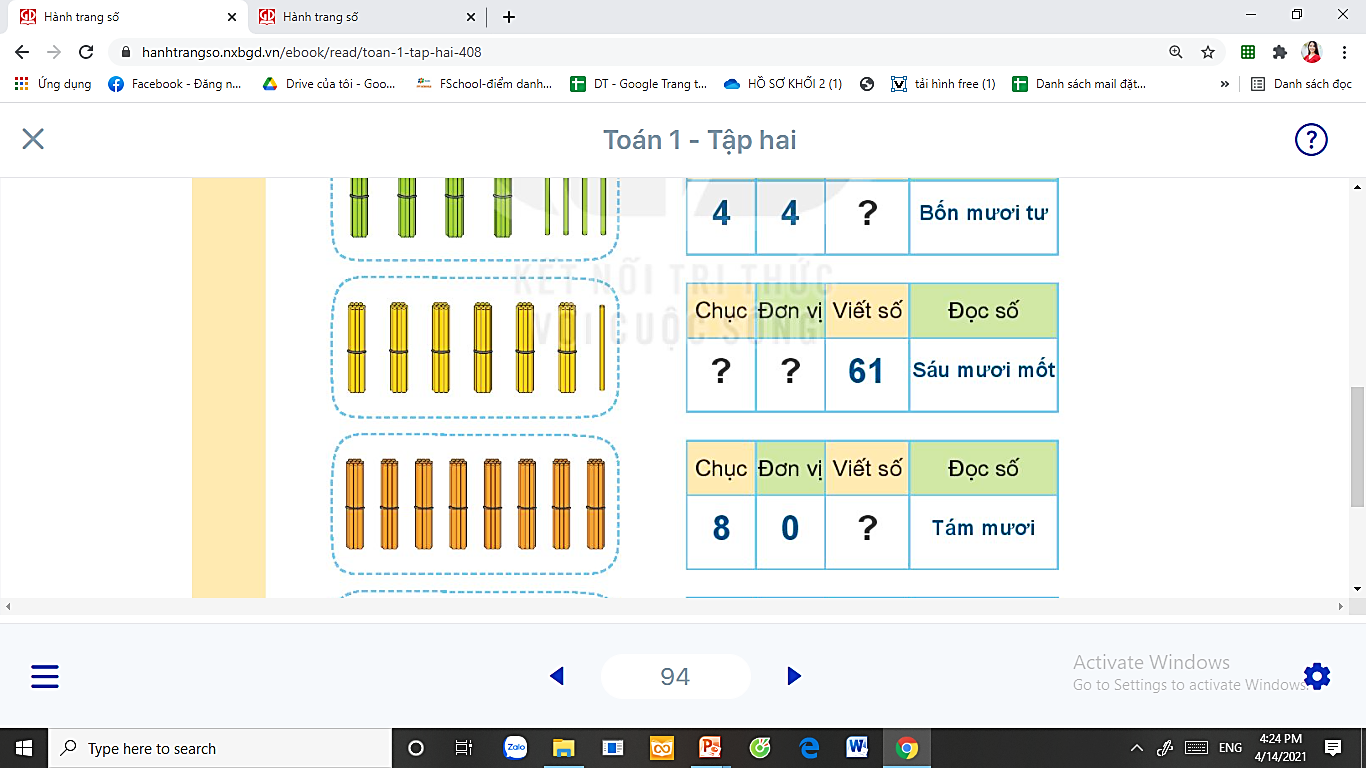 Hành trang số
Hành trang số
hanhtrangso.nxbgd.vn/ebook/read/toan-1-tap-hai-408
Ứng dụng
Facebook - Đăng n...
Drive của tôi - Goo...
FSchool-điểm danh...
DT - Google Trang t...
HỒ SƠ KHỐI 2 (1)
tải hình free (1)
Danh sách mail đặt...
»
Danh sách đọc
Toán 1 - Tập hai
?
4 4 ? Bốn mươi tư
KẾT NỐI TRI THỨC
VỚI CUỘC SỐNG
Chục Đơn vị Viết số Đọc số
? ? 61 Sáu mươi mốt
Chục Đơn vị Viết số Đọc số
8 0 ? Tám mươi
94
Activate Windows
Go to Settings to activate Windows.
Type here to search
Zalo
ENG
4:24 PM
4/14/2021